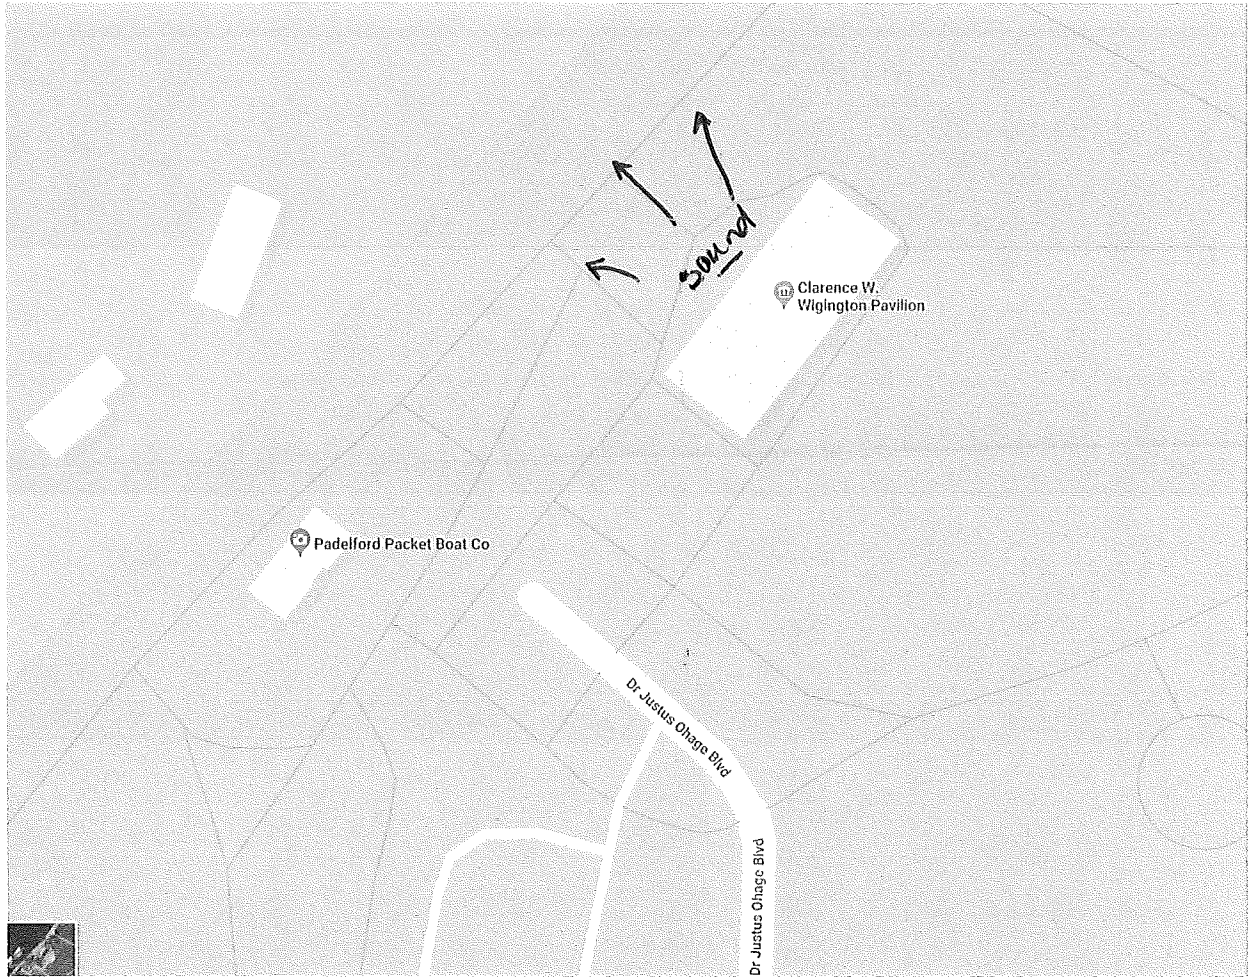 sound
Clarence W.
Wigington Pavilion
Padelford Packet Boat Co
Dr Justus Ohage Blvd
Dr Justus Ohage Blvd